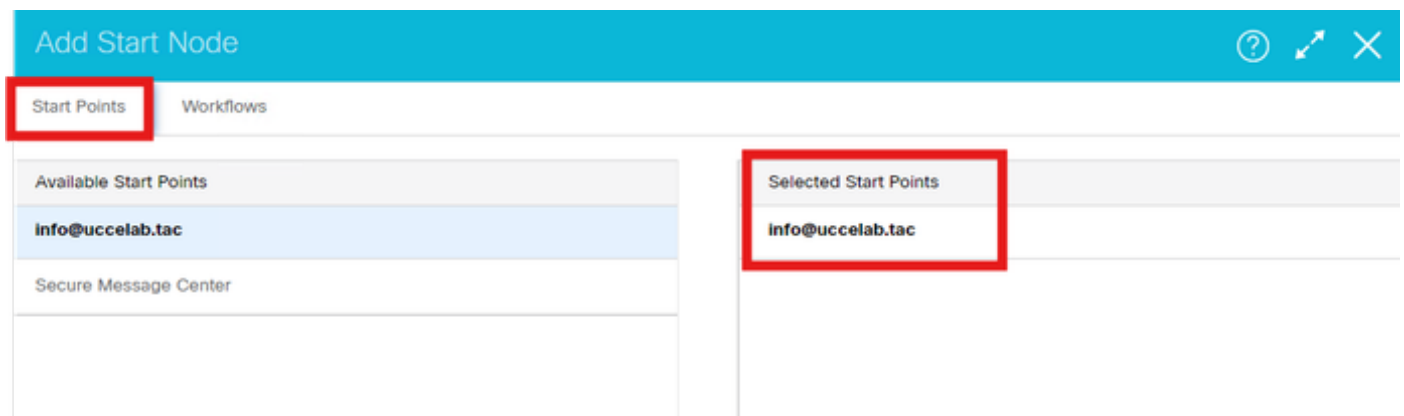 Add Start Node
Start Points Workflows
Available Start Points
info@uccelab.tac
Secure Message Center
Selected Start Points
info@uccelab.tac